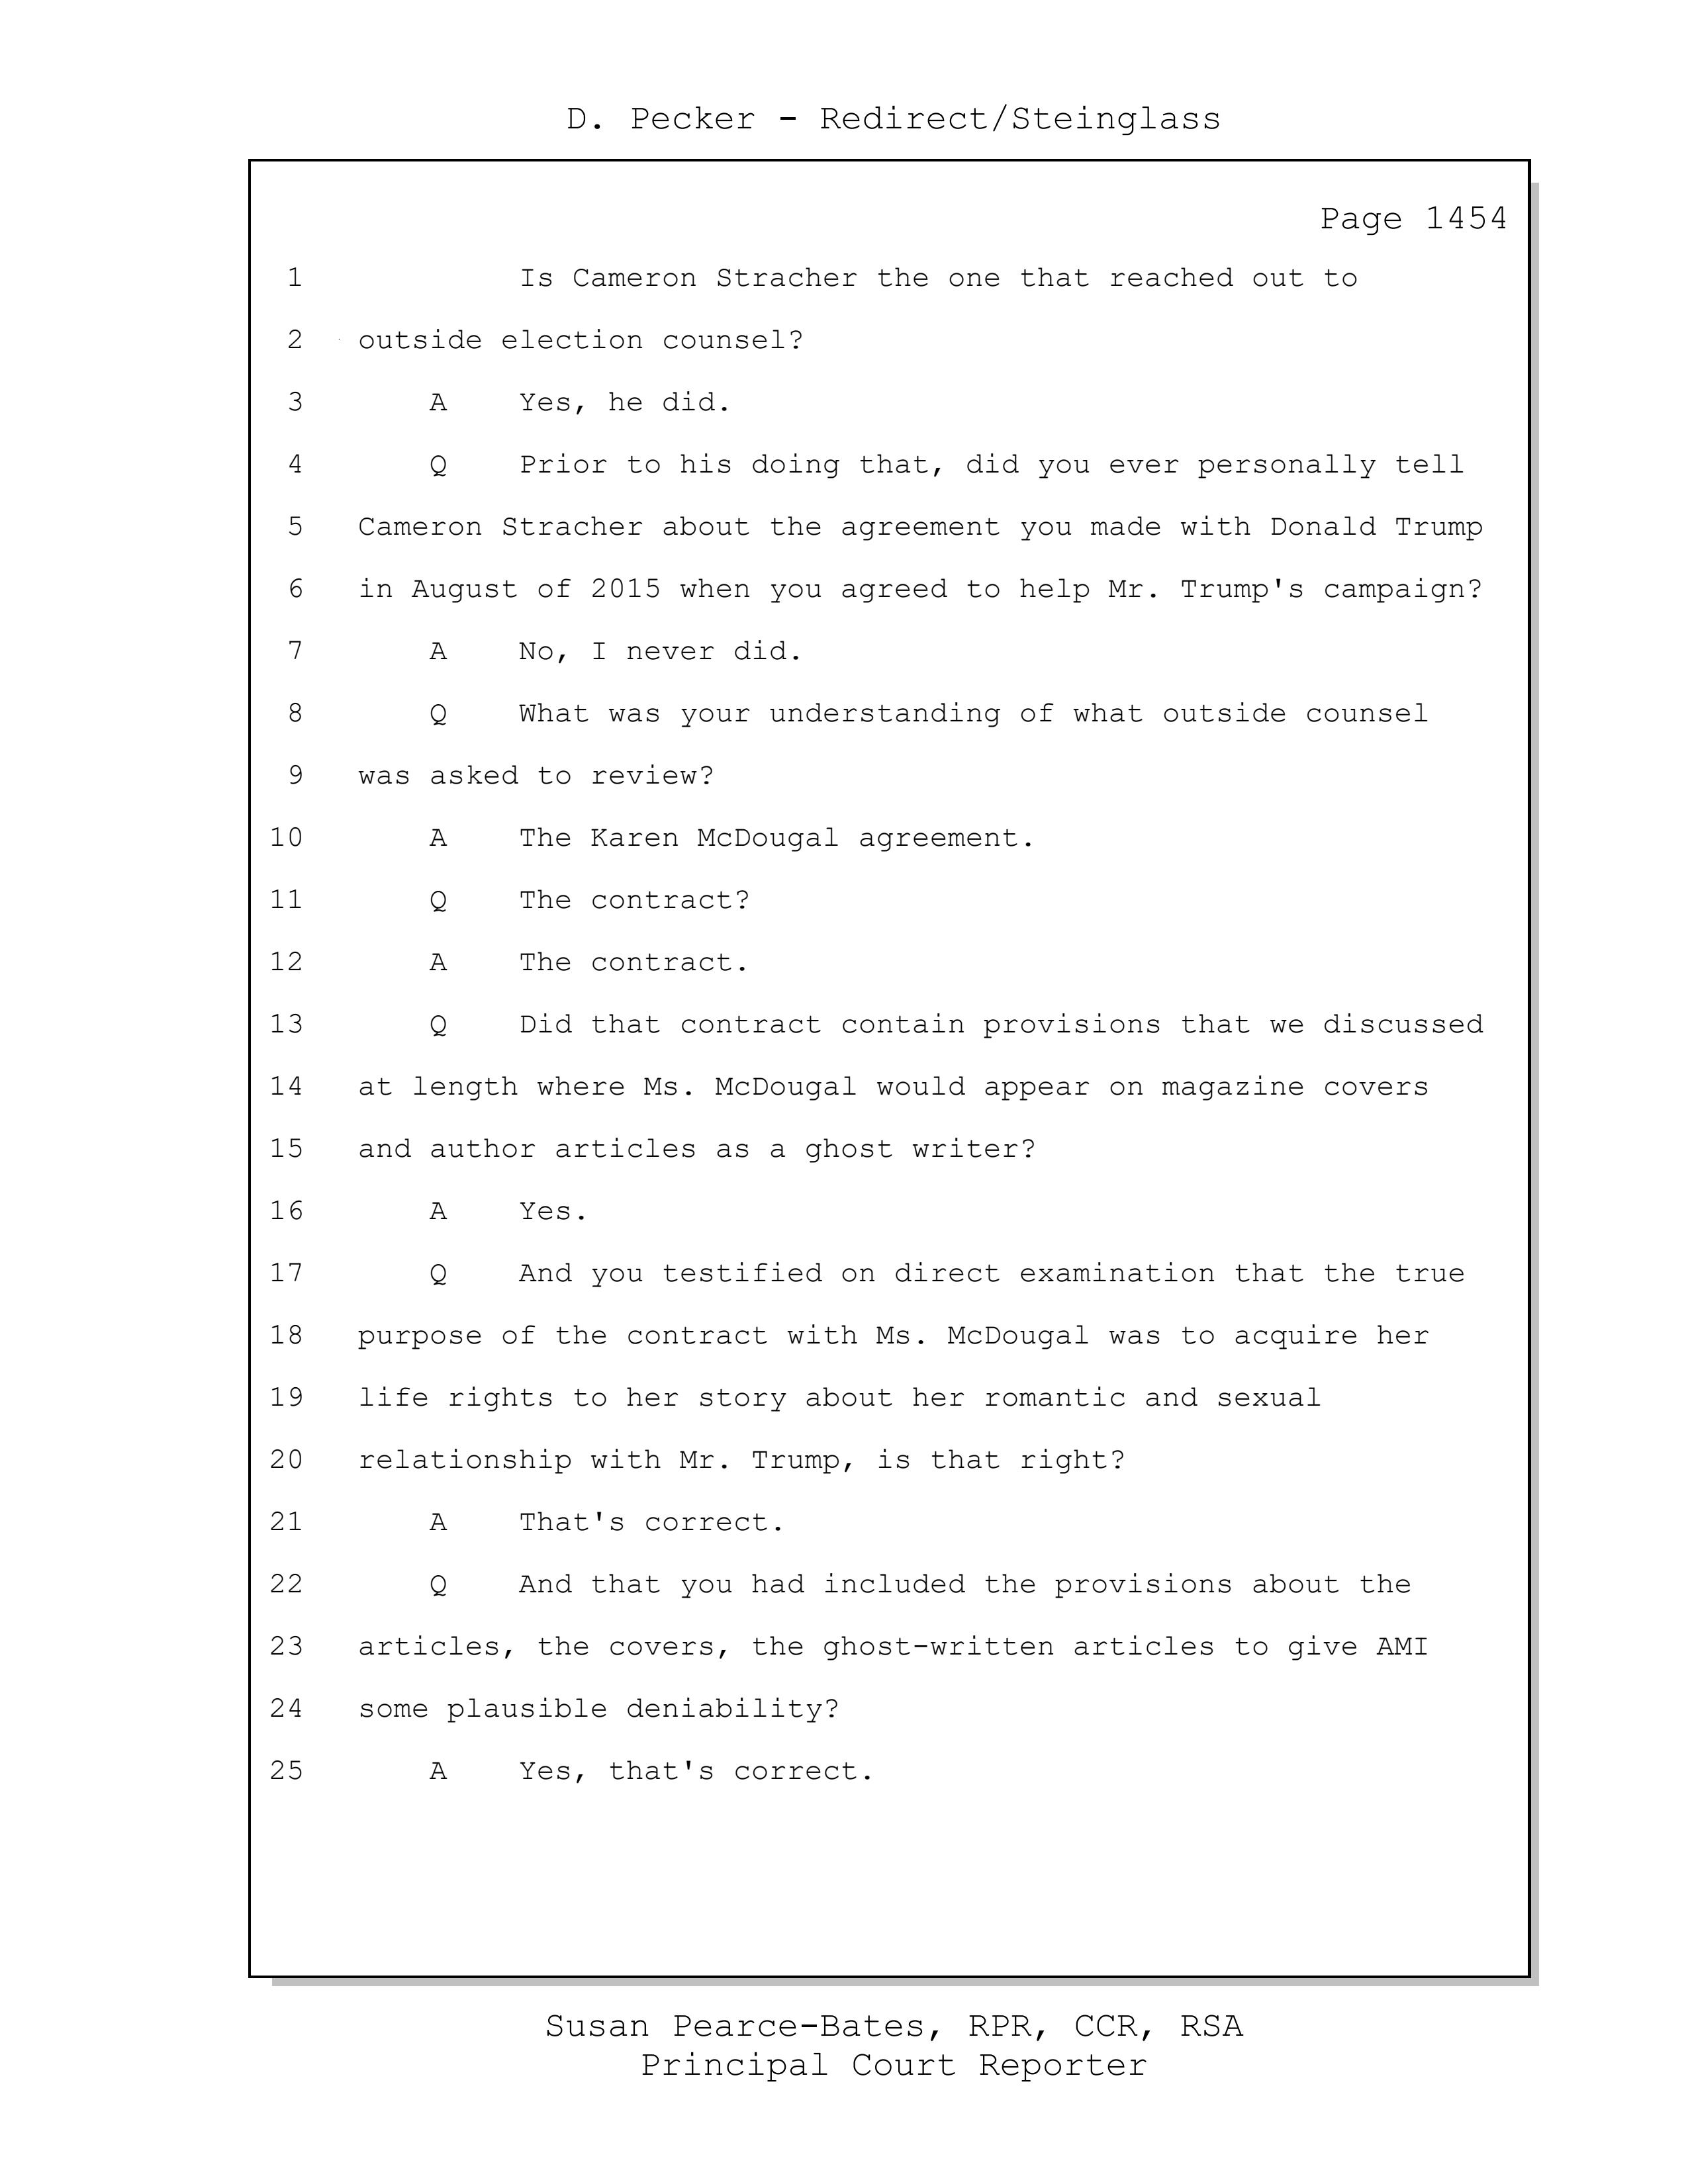 D. Pecker - Redirect/Steinglass
Page 1454
1 Is Cameron Stracher the one that reached out to
2 outside election counsel?
3 A Yes, he did.
4 Q Prior to his doing that, did you ever personally tell
5 Cameron Stracher about the agreement you made with Donald Trump
6 in August of 2015 when you agreed to help Mr. Trump's campaign?
7 A No, I never did.
8 Q What was your understanding of what outside counsel
9 was asked to review?
10 A The Karen McDougal agreement.
11 Q The contract?
12 A The contract.
13 Q Did that contract contain provisions that we discussed
14 at length where Ms. McDougal would appear on magazine covers
15 and author articles as a ghost writer?
16 A Yes.
17 Q And you testified on direct examination that the true
18 purpose of the contract with Ms. McDougal was to acquire her
19 life rights to her story about her romantic and sexual
20 relationship with Mr. Trump, is that right?
21 A That's correct.
22 Q And that you had included the provisions about the
23 articles, the covers, the ghost-written articles to give AMI
24 some plausible deniability?
25 A Yes, that's correct.
Susan Pearce-Bates, RPR, CCR, RSA
Principal Court Reporter